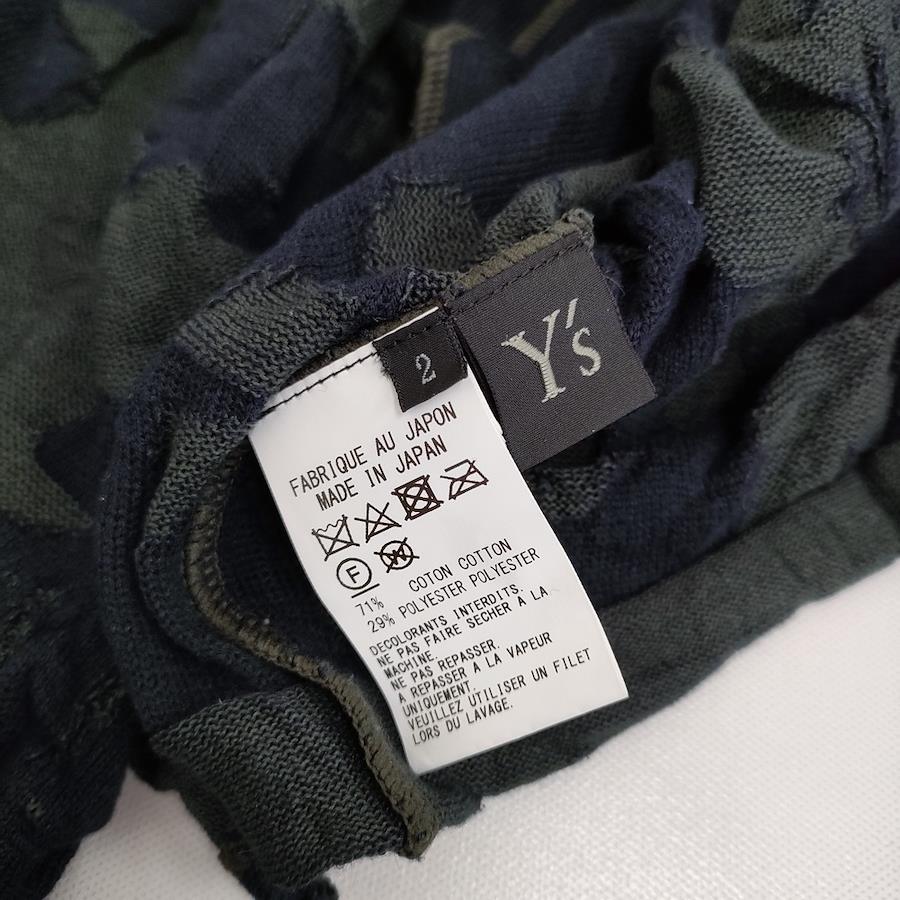 Y's
2
FABRIQUE AU JAPON
MADE IN JAPAN
F W
71% COTON COTTON
29% POLYESTER POLYESTER
DECOLORANTS INTERDITS.
NE PAS FAIRE SECHER À LA
MACHINE.
NE PAS REPASSER.
A REPASSER A LA VAPEUR
UNIQUEMENT.
VEUILLEZ UTILISER UN FILET
LORS DU LAVAGE.